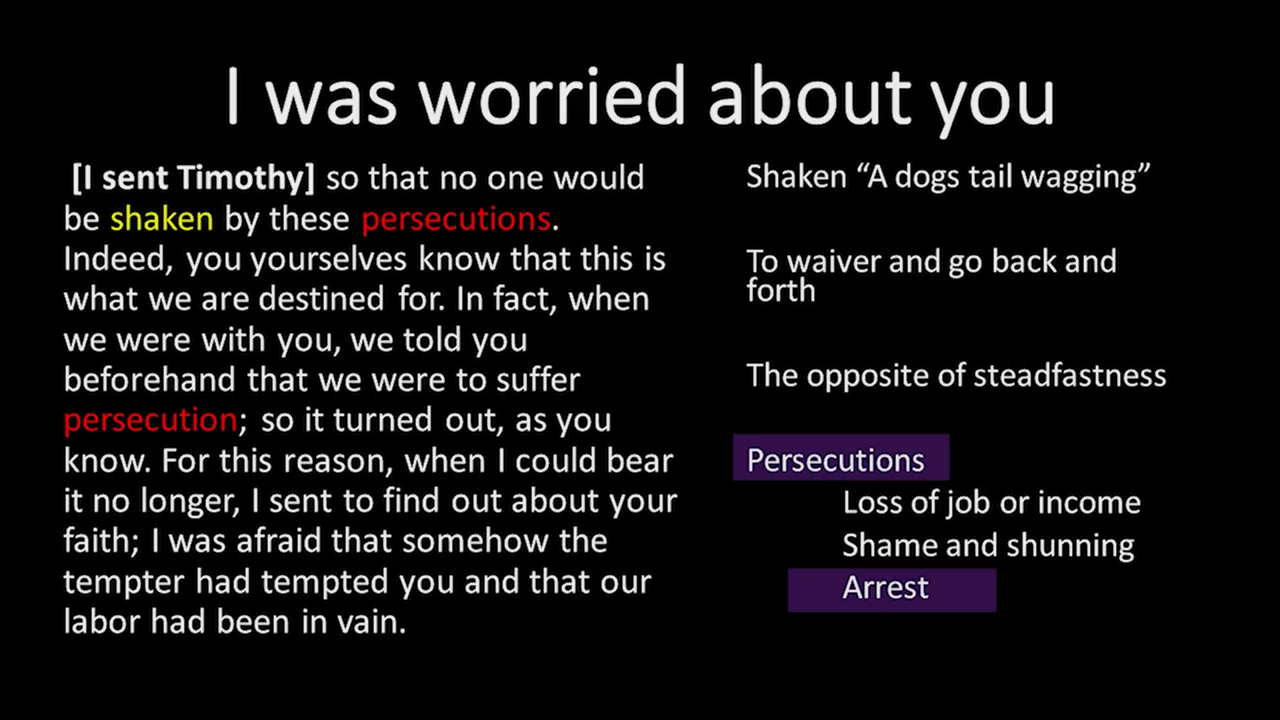 I was worried about you
[I sent Timothy] so that no one would
be shaken by these persecutions.
Indeed, you yourselves know that this is
what we are destined for. In fact, when
we were with you, we told you
beforehand that we were to suffer
persecution; so it turned out, as you
know. For this reason, when I could bear
it no longer, I sent to find out about your
faith; I was afraid that somehow the
tempter had tempted you and that our
labor had been in vain.
Shaken “A dogs tail wagging”
To waiver and go back and
forth
The opposite of steadfastness
Persecutions
Loss of job or income
Shame and shunning
Arrest